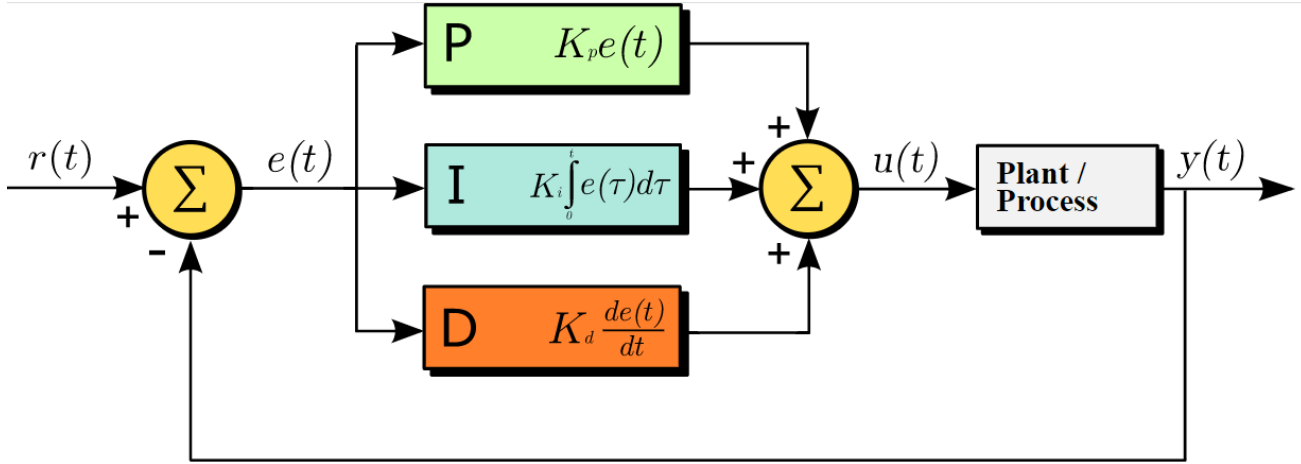 P K_p e(t)
r(t) Σ e(t)
+
-
I K_i ∫_0^t e(τ)dτ
D K_d de(t)/dt
+
+
+
Σ
u(t)
Plant /
Process
y(t)